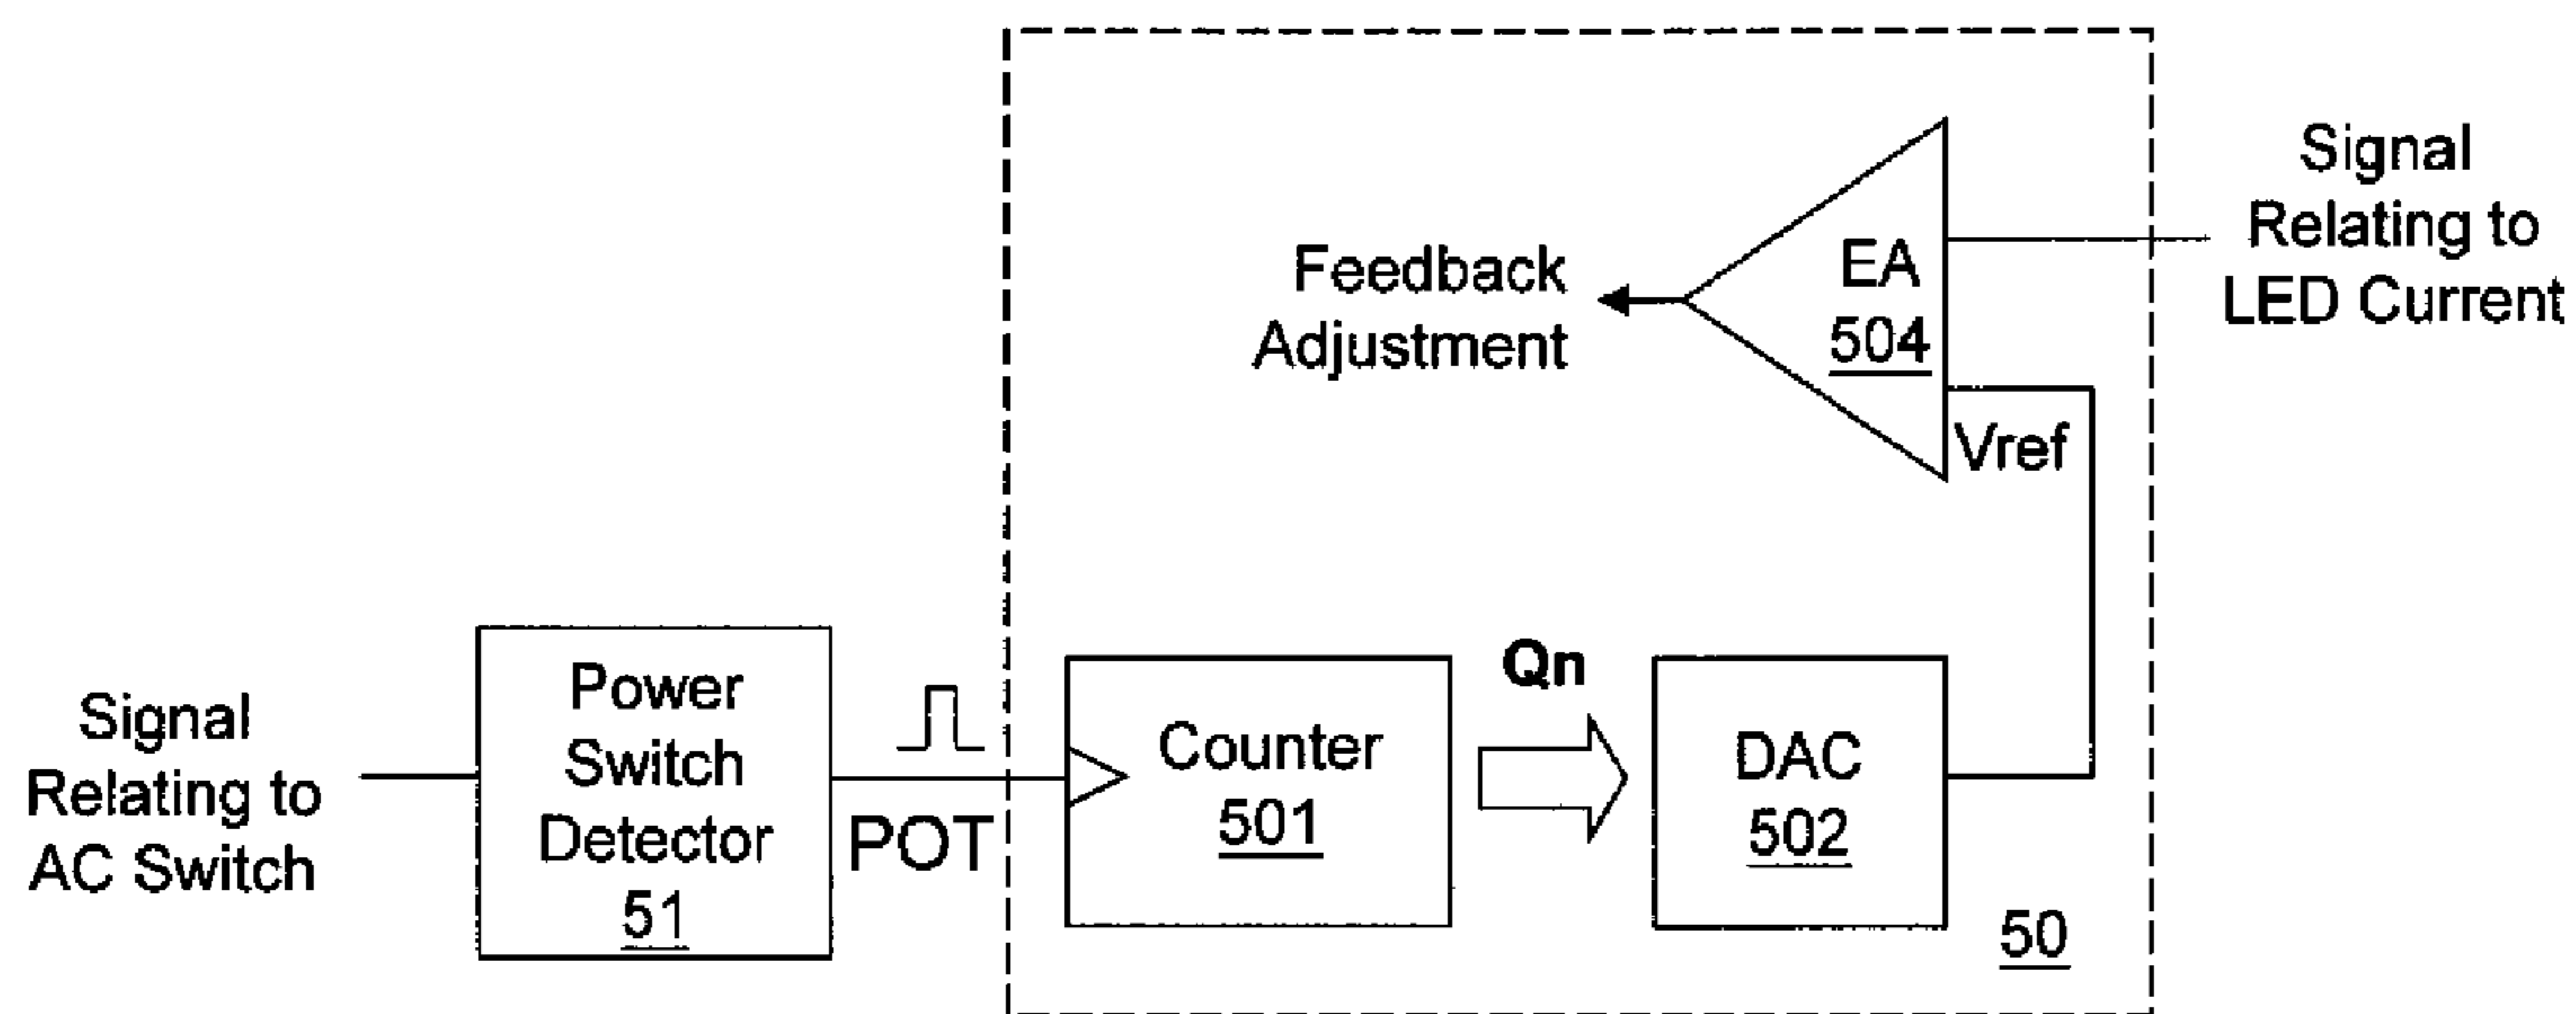 Signal
Relating to
LED Current
Feedback
Adjustment
EA
504
Vref
Signal
Relating to
AC Switch
Power
Switch
Detector
51
POT
Counter
501
Qn
DAC
502
50